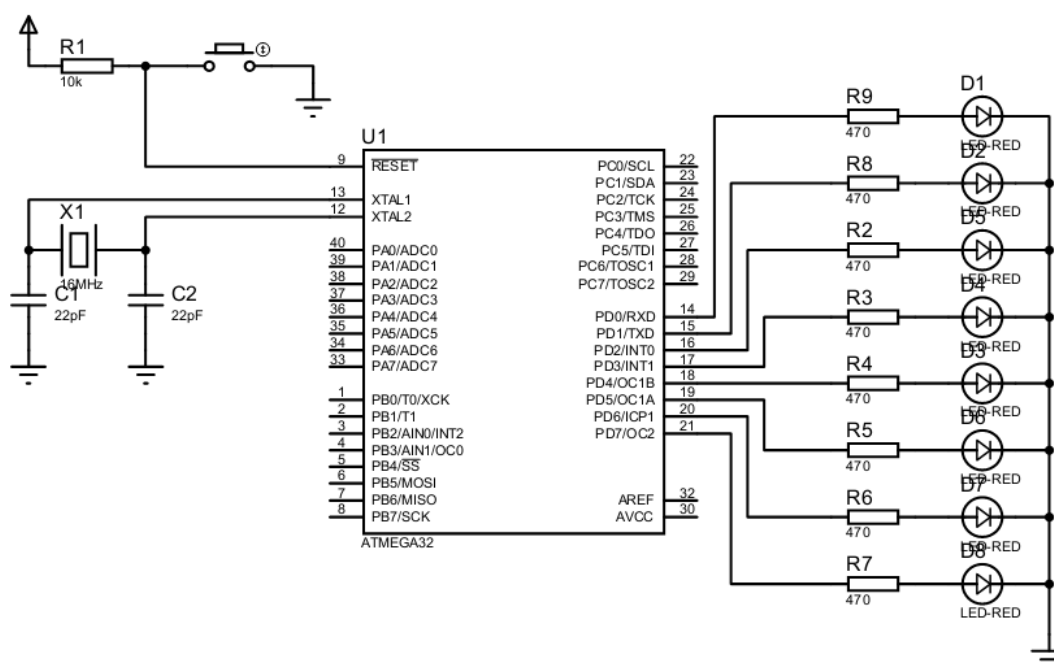 R1
10k
U1
9 RESET
13 XTAL1
12 XTAL2
X1
16MHz
C1
22pF
C2
22pF
40 PA0/ADC0
39 PA1/ADC1
38 PA2/ADC2
37 PA3/ADC3
36 PA4/ADC4
35 PA5/ADC5
34 PA6/ADC6
33 PA7/ADC7
1 PB0/T0/XCK
2 PB1/T1
3 PB2/AIN0/INT2
4 PB3/AIN1/OC0
5 PB4/SS
6 PB5/MOSI
7 PB6/MISO
8 PB7/SCK
PC0/SCL 22
PC1/SDA 23
PC2/TCK 24
PC3/TMS 25
PC4/TDO 26
PC5/TDI 27
PC6/TOSC1 28
PC7/TOSC2 29
PD0/RXD 14
PD1/TXD 15
PD2/INT0 16
PD3/INT1 17
PD4/OC1B 18
PD5/OC1A 19
PD6/ICP1 20
PD7/OC2 21
AREF 32
AVCC 30
ATMEGA32
R9
470
D1
LED-RED
R8
470
D2
LED-RED
R2
470
D5
LED-RED
R3
470
D4
LED-RED
R4
470
D3
LED-RED
R5
470
D6
LED-RED
R6
470
D7
LED-RED
R7
470
D8
LED-RED